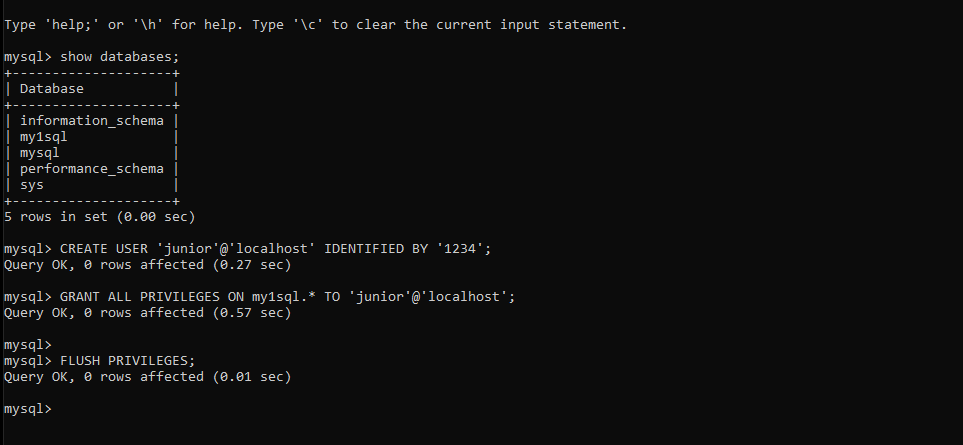 Type 'help;' or '\h' for help. Type '\c' to clear the current input statement.
mysql> show databases;
+--------------------+
| Database           |
+--------------------+
| information_schema |
| my1sql             |
| mysql              |
| performance_schema |
| sys                |
+--------------------+
5 rows in set (0.00 sec)
mysql> CREATE USER 'junior'@'localhost' IDENTIFIED BY '1234';
Query OK, 0 rows affected (0.27 sec)
mysql> GRANT ALL PRIVILEGES ON my1sql.* TO 'junior'@'localhost';
Query OK, 0 rows affected (0.57 sec)
mysql>
mysql> FLUSH PRIVILEGES;
Query OK, 0 rows affected (0.01 sec)
mysql>